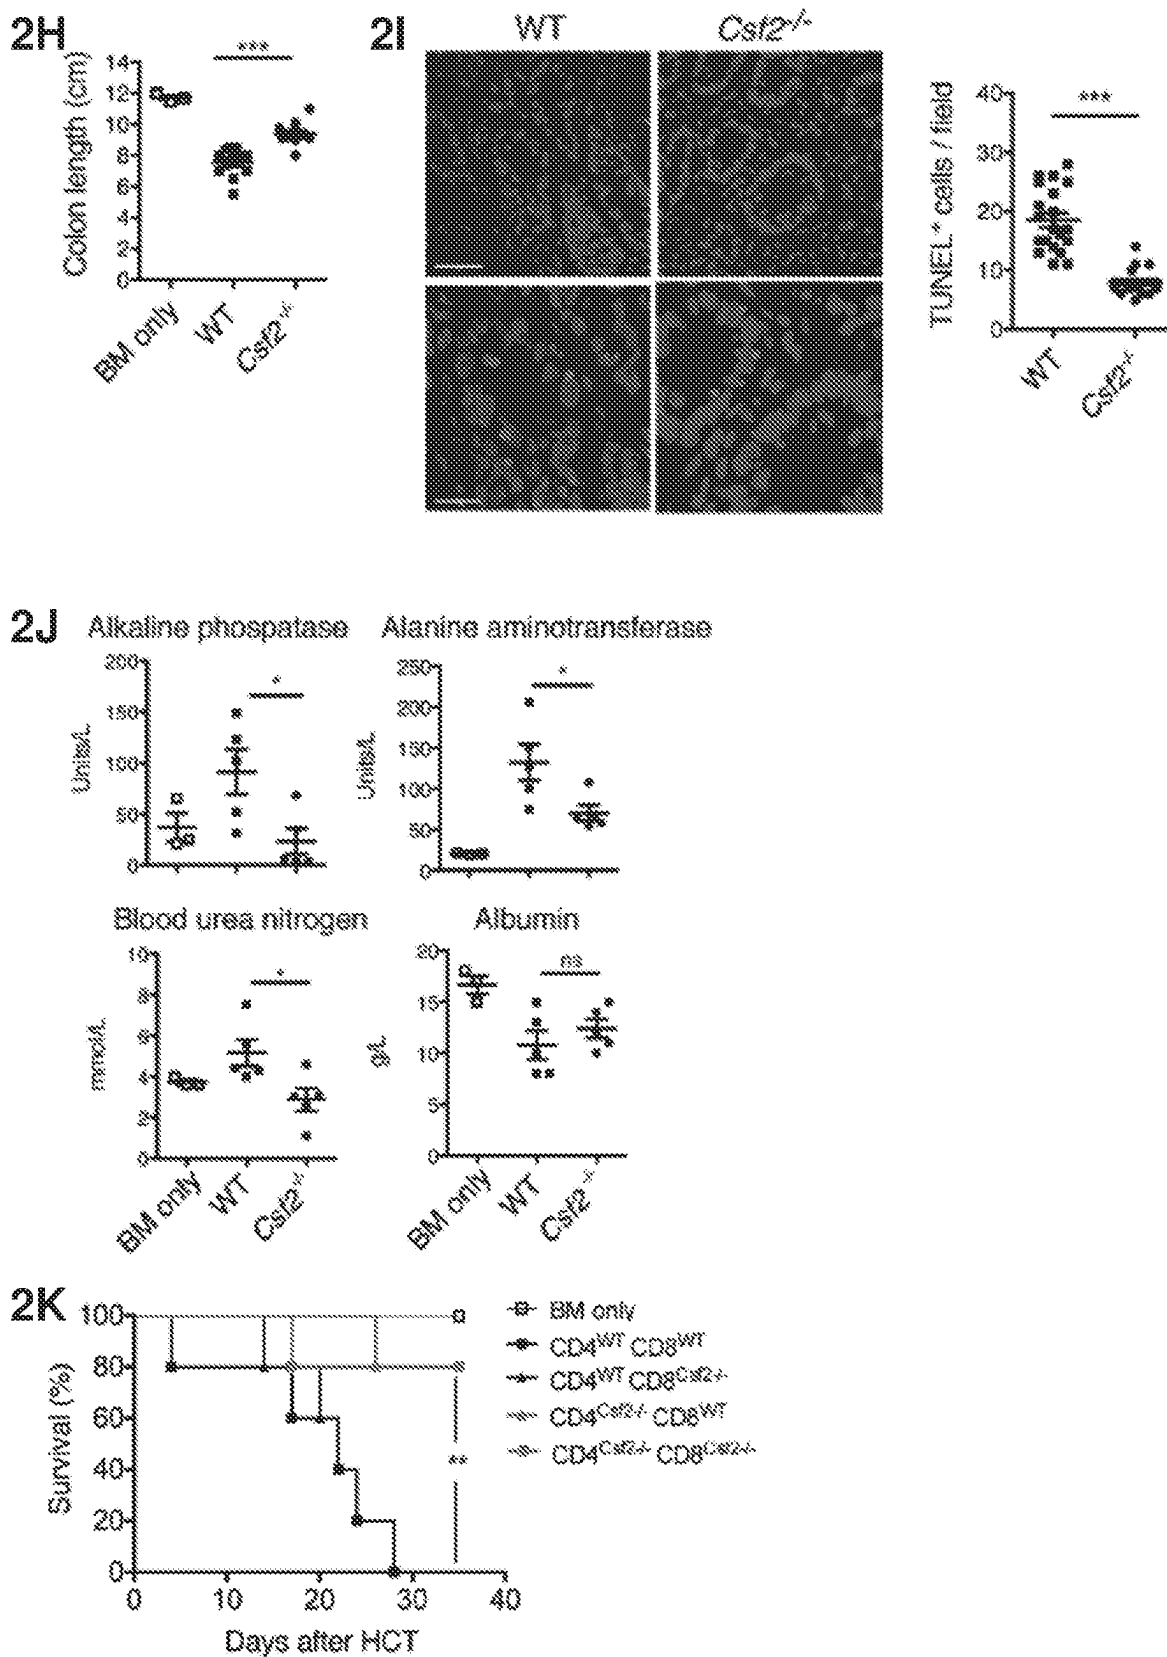 2H
Colon length (cm)
14
12
10
8
6
4
2
0
***
BM only
WT
Csf2-/-
2I
WT
Csf2-/-
TUNEL+ cells / field
40
30
20
10
0
***
WT
Csf2-/-
2J
Alkaline phospatase
Units/L
200
150
100
50
0
*
Alanine aminotransferase
Units/L
250
200
150
100
50
0
*
Blood urea nitrogen
mmol/L
10
8
6
4
2
0
*
BM only
WT
Csf2-/-
Albumin
g/L
20
15
10
5
0
ns
BM only
WT
Csf2-/-
2K
Survival (%)
100
80
60
40
20
0
0
10
20
30
40
Days after HCT
**
BM only
CD4WT CD8WT
CD4WT CD8Csf2-/-
CD4Csf2-/- CD8WT
CD4Csf2-/- CD8Csf2-/-